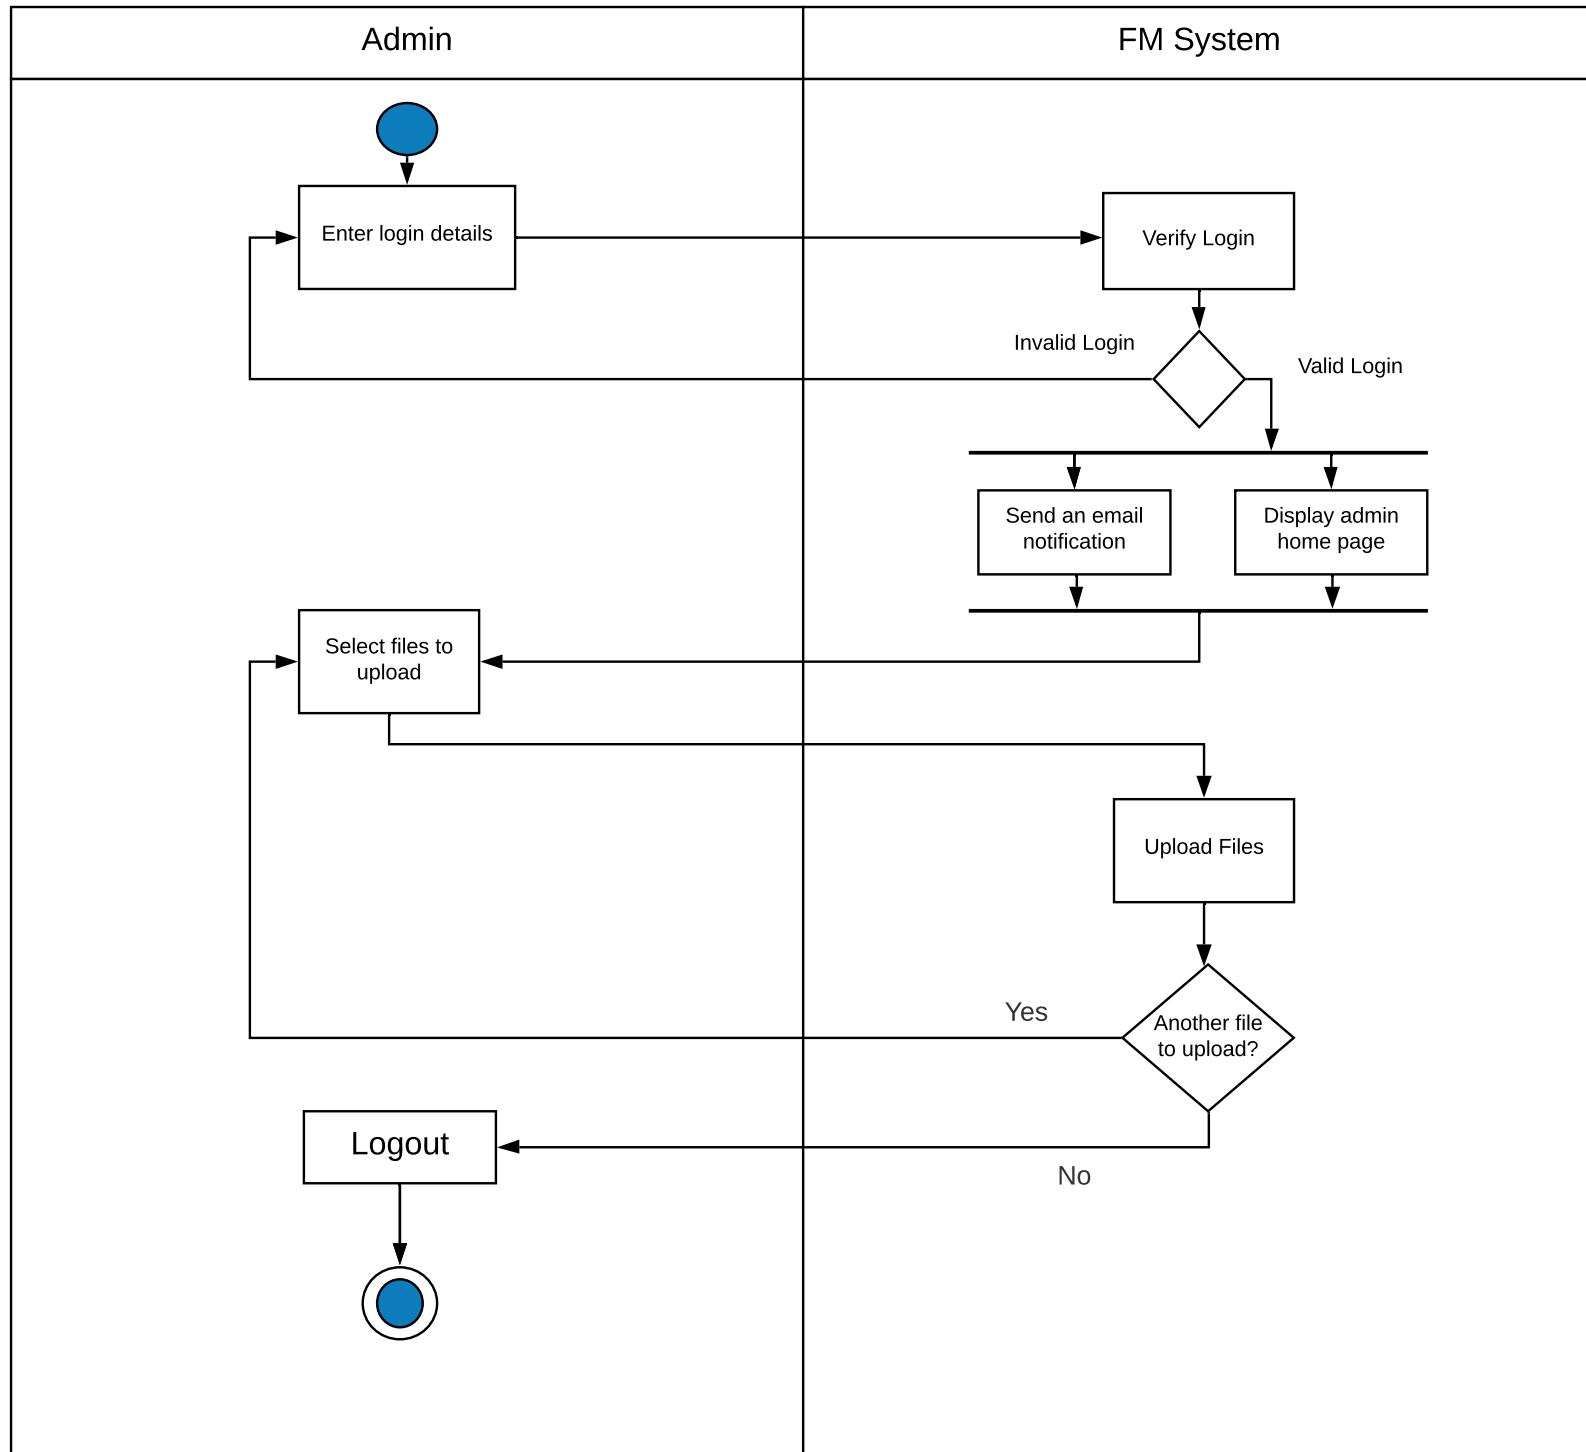 Admin
FM System
Enter login details
Verify Login
Invalid Login
Valid Login
Send an email
notification
Display admin
home page
Select files to
upload
Upload Files
Yes
Another file
to upload?
Logout
No